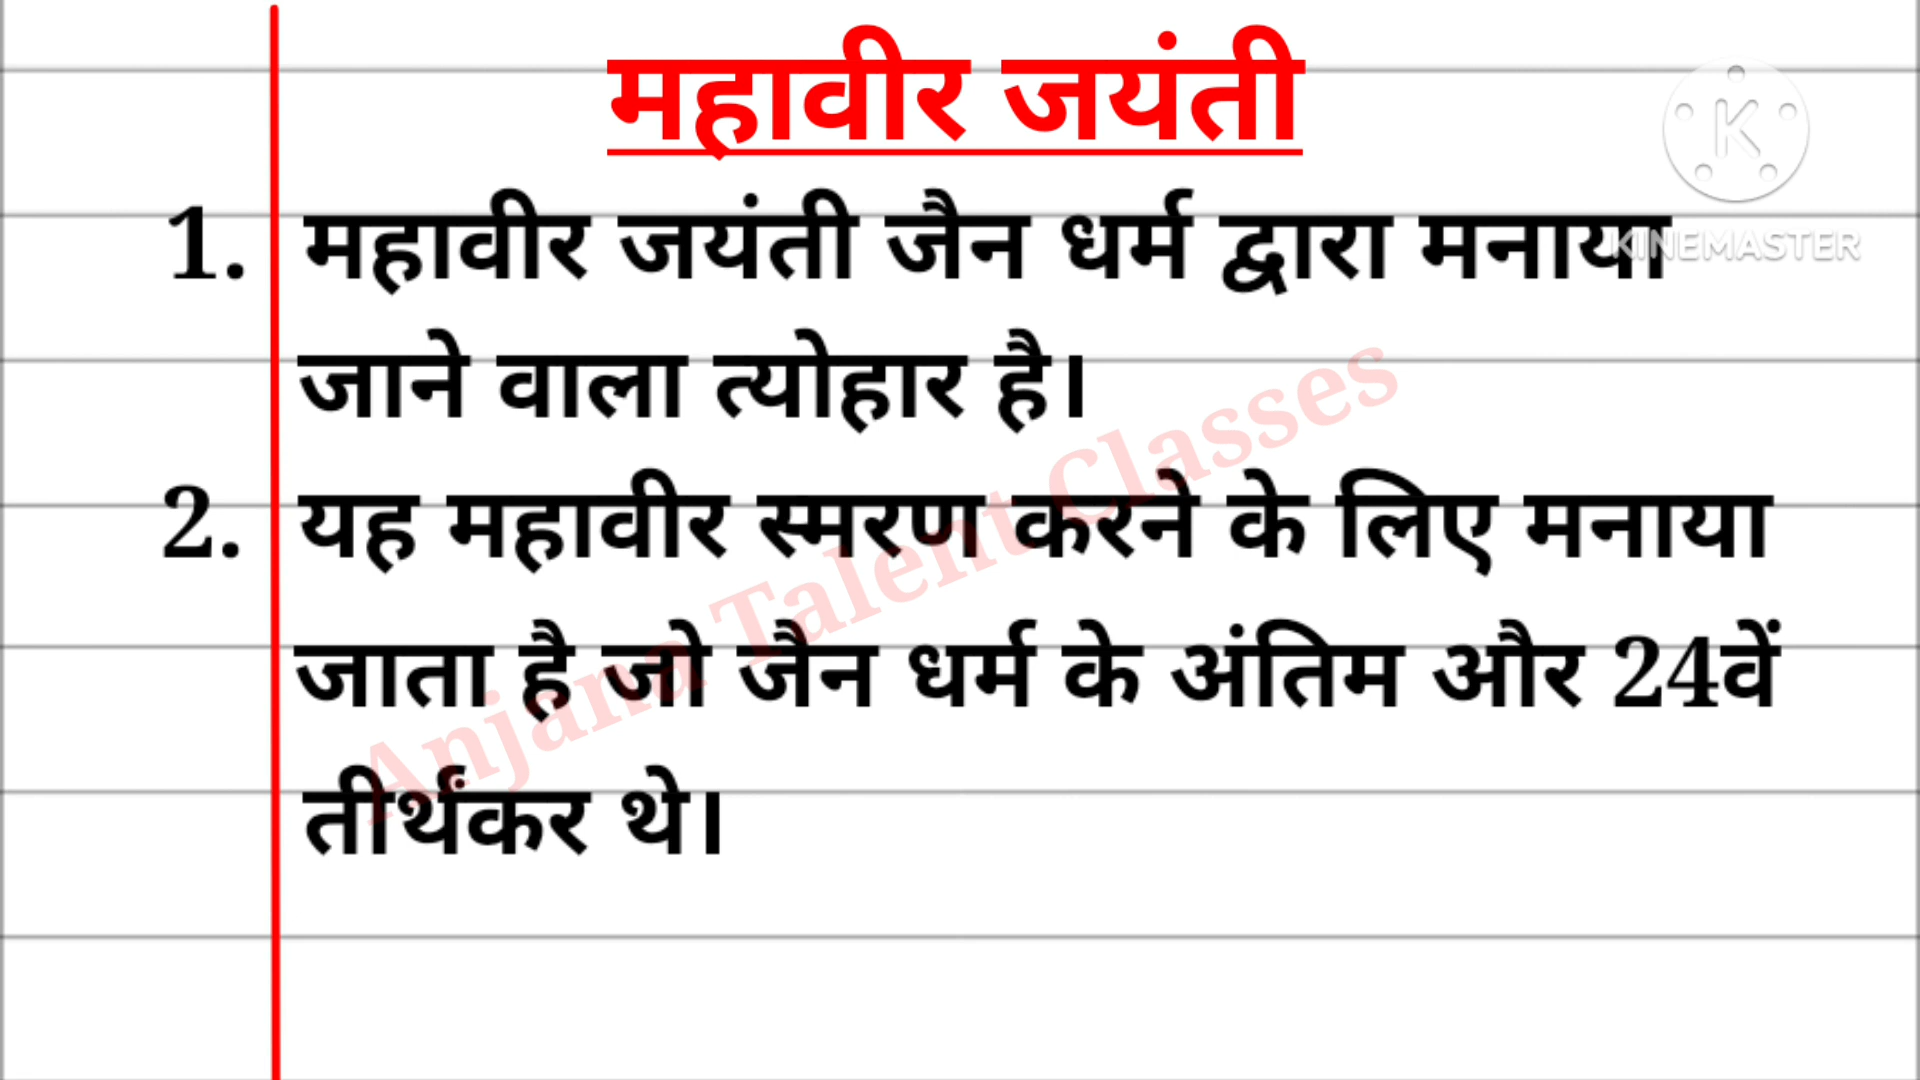 महावीर जयंती
1. महावीर जयंती जैन धर्म द्वारा मनाया
जाने वाला त्योहार है।
2. यह महावीर स्मरण करने के लिए मनाया
जाता है जो जैन धर्म के अंतिम और 24वें
तीर्थंकर थे।
K
KINEMASTER
Anjana Talent Classes